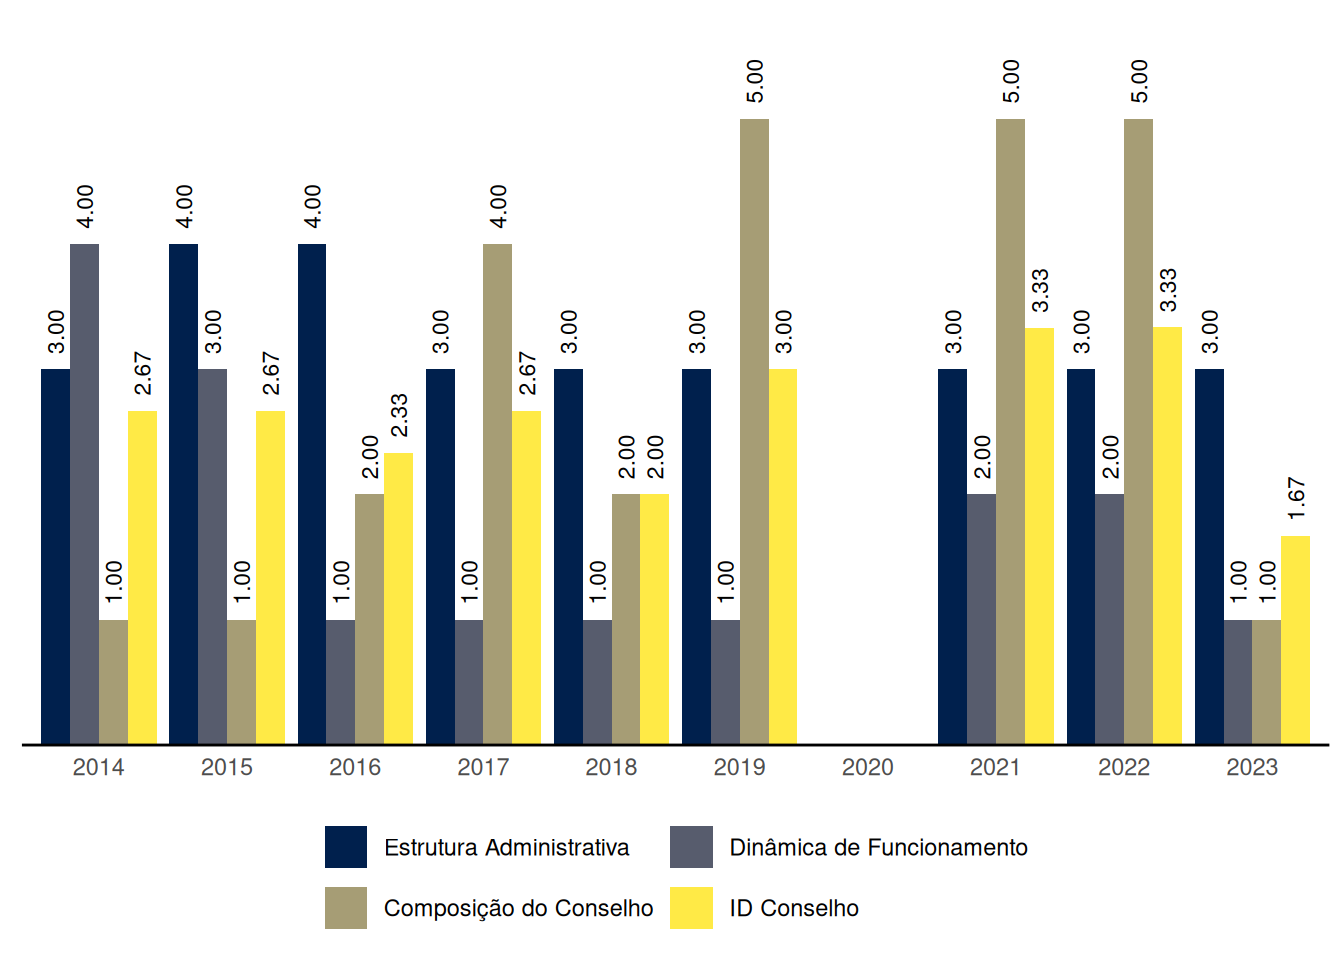 3.00 4.00 1.00 2.67
4.00 3.00 1.00 2.67
4.00 1.00 2.00 2.33
3.00 1.00 4.00 2.67
3.00 1.00 2.00 2.00
3.00 1.00 5.00 3.00
3.00 2.00 5.00 3.33
3.00 2.00 5.00 3.33
3.00 1.00 1.00 1.67
2014 2015 2016 2017 2018 2019 2020 2021 2022 2023
Estrutura Administrativa Dinâmica de Funcionamento
Composição do Conselho ID Conselho